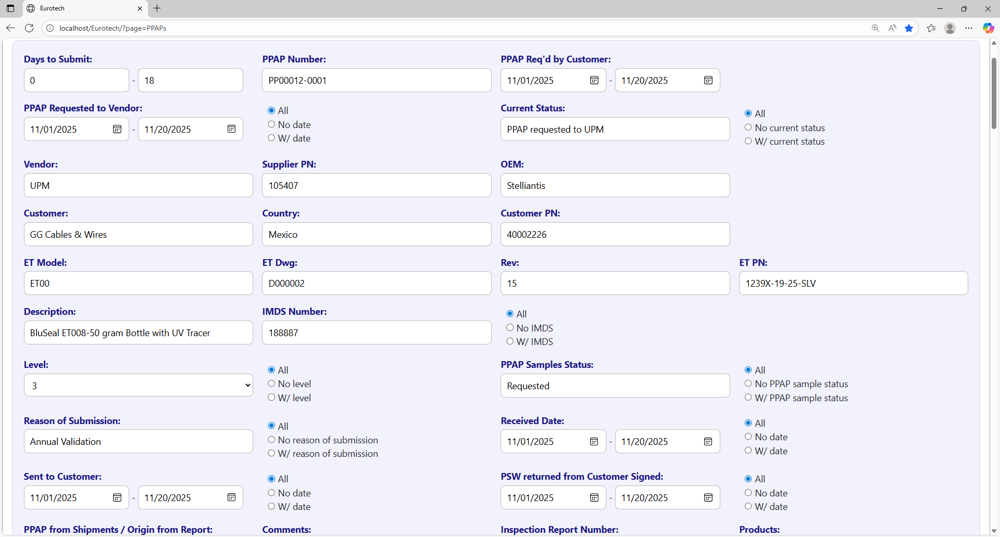 Eurotech
localhost/Eurotech/?page=PPAPs
Days to Submit: PPAP Number: PPAP Req'd by Customer:
0 - 18 PP00012-0001 11/01/2025 - 11/20/2025
PPAP Requested to Vendor: All Current Status: All
11/01/2025 - 11/20/2025 No date PPAP requested to UPM No current status
W/ date W/ current status
Vendor: Supplier PN: OEM:
UPM 105407 Stelliantis
Customer: Country: Customer PN:
GG Cables & Wires Mexico 40002226
ET Model: ET Dwg: Rev: ET PN:
ET00 D000002 15 1239X-19-25-SLV
Description: IMDS Number: All
BluSeal ET008-50 gram Bottle with UV Tracer 188887 No IMDS
W/ IMDS
Level: All PPAP Samples Status: All
3 No level Requested No PPAP sample status
W/ level W/ PPAP sample status
Reason of Submission: All Received Date: All
Annual Validation No reason of submission 11/01/2025 - 11/20/2025 No date
W/ reason of submission W/ date
Sent to Customer: All PSW returned from Customer Signed: All
11/01/2025 - 11/20/2025 No date 11/01/2025 - 11/20/2025 No date
W/ date W/ date
PPAP from Shipments / Origin from Report: Comments: Inspection Report Number: Products: